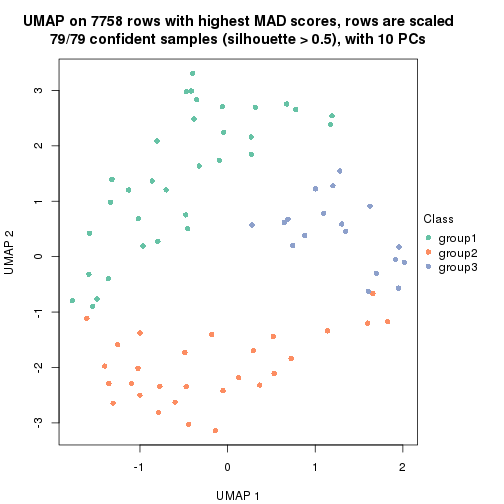 UMAP on 7758 rows with highest MAD scores, rows are scaled
79/79 confident samples (silhouette > 0.5), with 10 PCs
3
2
1
0
-1
-2
-3
UMAP 2
-1
0
1
2
UMAP 1
Class
group1
group2
group3